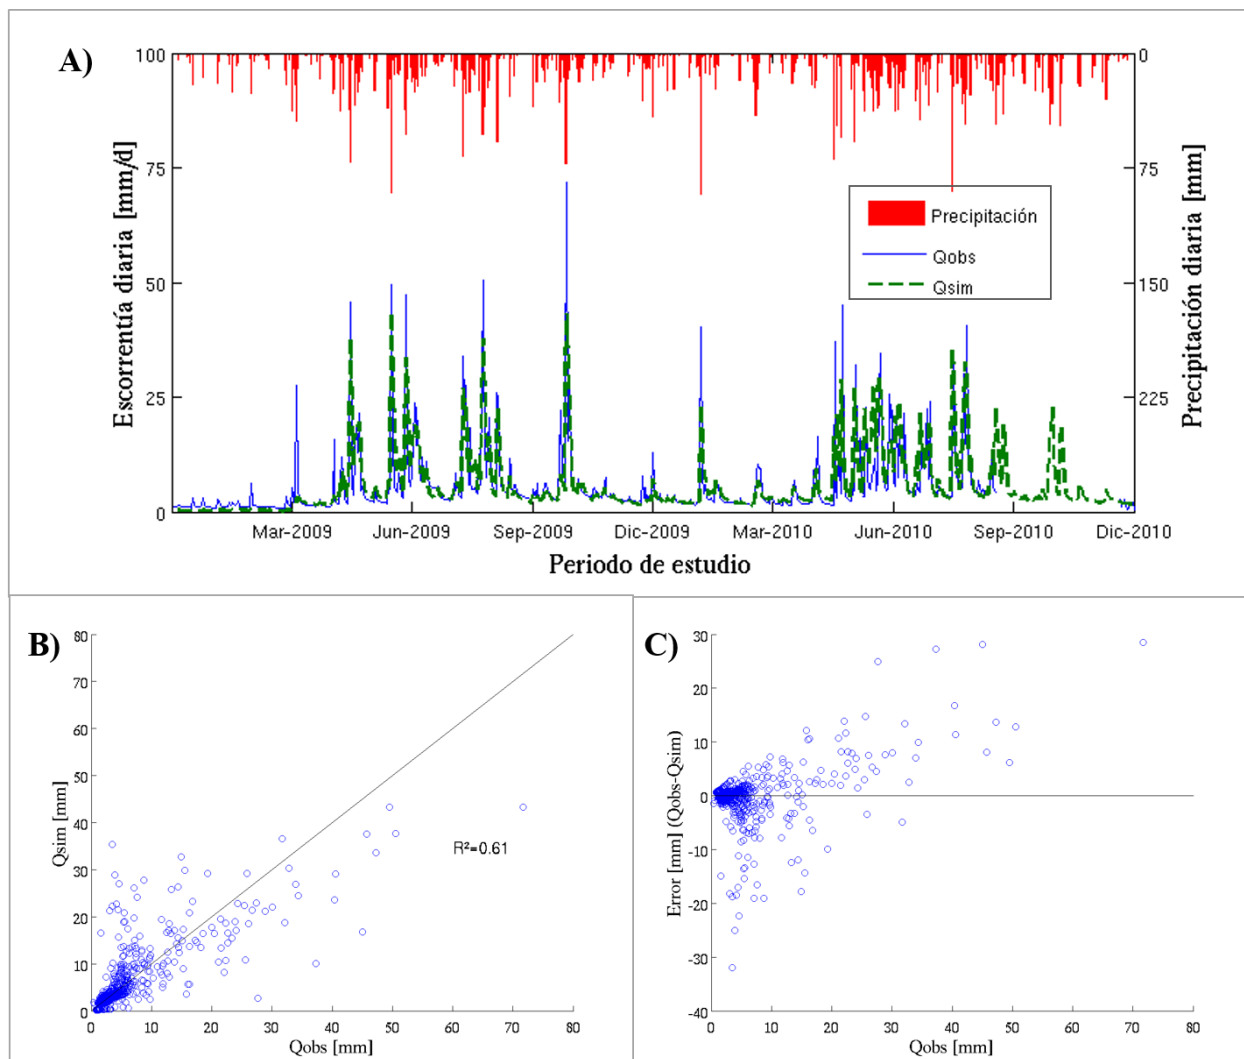 A)
Escorrentía diaria [mm/d]
100
75
50
25
0
0
75
150
225
Precipitación diaria [mm]
Precipitación
Qobs
Qsim
Mar-2009 Jun-2009 Sep-2009 Dic-2009 Mar-2010 Jun-2010 Sep-2010 Dic-2010
Periodo de estudio
B)
Qsim [mm]
80
70
60
50
40
30
20
10
0
R²=0.61
0 10 20 30 40 50 60 70 80
Qobs [mm]
C)
Error [mm] (Qobs-Qsim)
30
20
10
0
-10
-20
-30
-40
0 10 20 30 40 50 60 70 80
Qobs [mm]